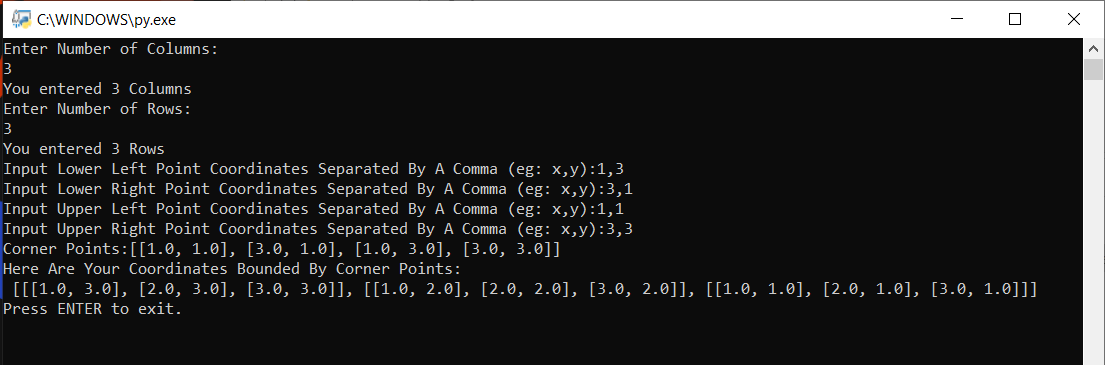 C:\WINDOWS\py.exe
Enter Number of Columns:
3
You entered 3 Columns
Enter Number of Rows:
3
You entered 3 Rows
Input Lower Left Point Coordinates Separated By A Comma (eg: x,y):1,3
Input Lower Right Point Coordinates Separated By A Comma (eg: x,y):3,1
Input Upper Left Point Coordinates Separated By A Comma (eg: x,y):1,1
Input Upper Right Point Coordinates Separated By A Comma (eg: x,y):3,3
Corner Points:[[1.0, 1.0], [3.0, 1.0], [1.0, 3.0], [3.0, 3.0]]
Here Are Your Coordinates Bounded By Corner Points:
 [[[1.0, 3.0], [2.0, 3.0], [3.0, 3.0]], [[1.0, 2.0], [2.0, 2.0], [3.0, 2.0]], [[1.0, 1.0], [2.0, 1.0], [3.0, 1.0]]]
Press ENTER to exit.